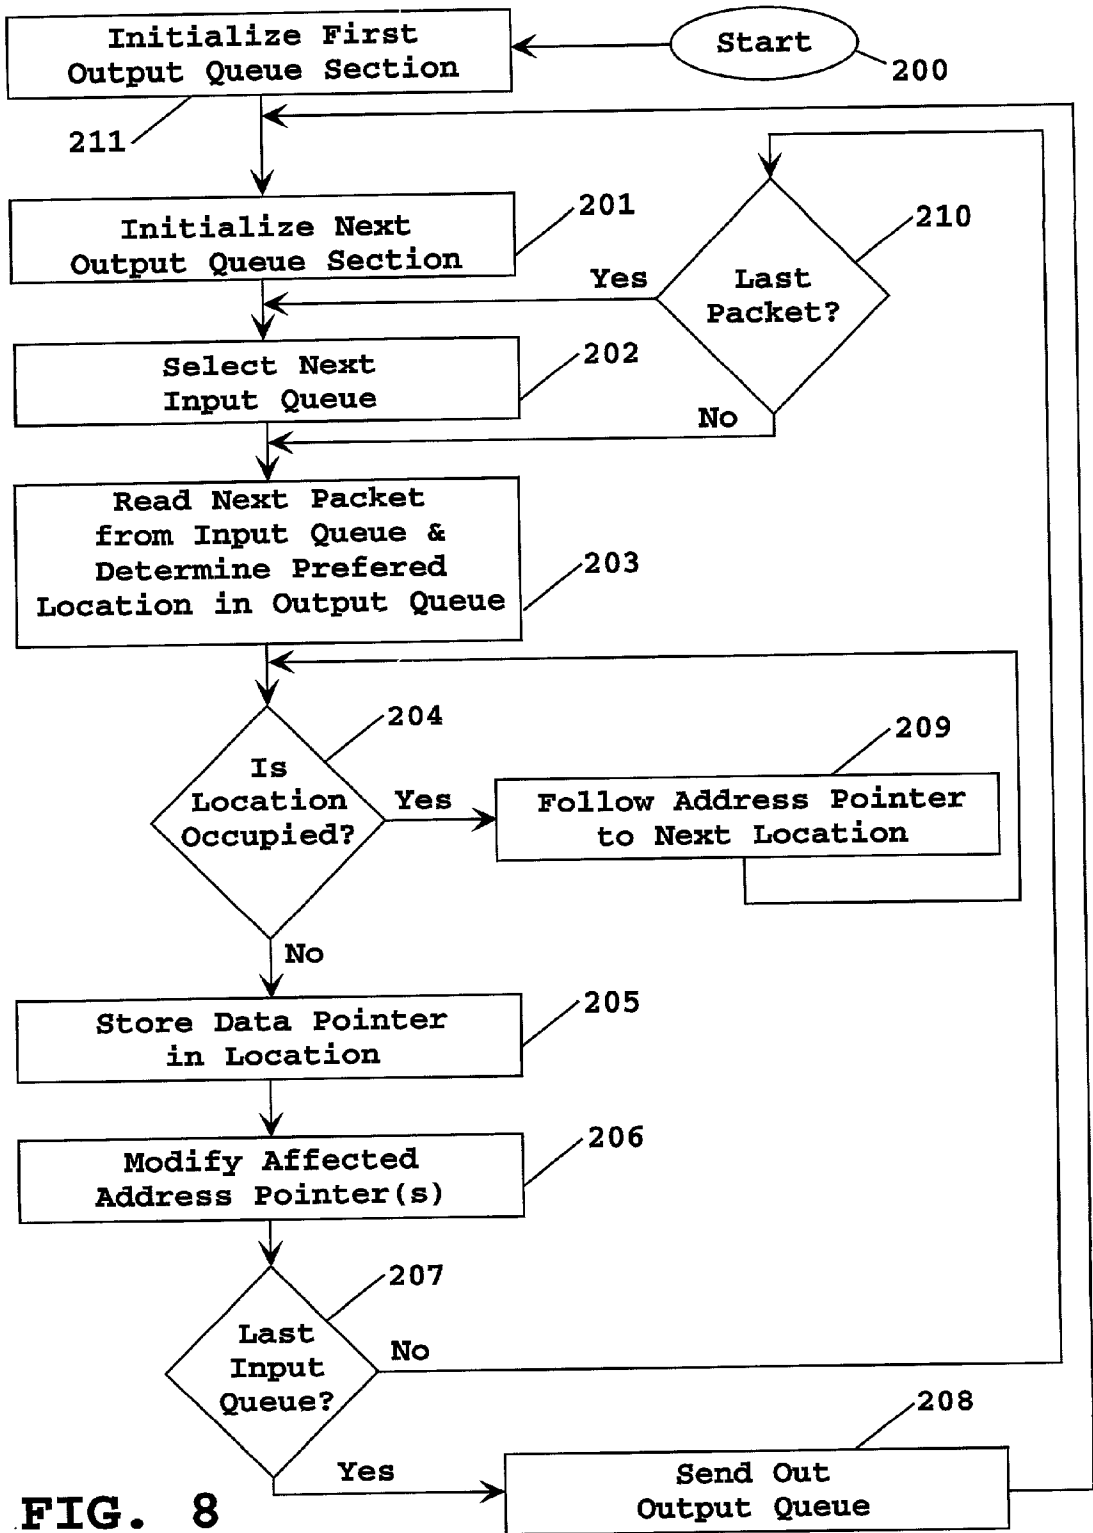 Initialize First
Output Queue Section
Start
200
211
Initialize Next
Output Queue Section
201
210
Yes
Last
Packet?
Select Next
Input Queue
202
No
Read Next Packet
from Input Queue &
Determine Prefered
Location in Output Queue
203
204
Is
Location
Occupied?
Yes
209
Follow Address Pointer
to Next Location
No
Store Data Pointer
in Location
205
Modify Affected
Address Pointer(s)
206
207
Last
Input
Queue?
No
208
Yes
Send Out
Output Queue
FIG. 8